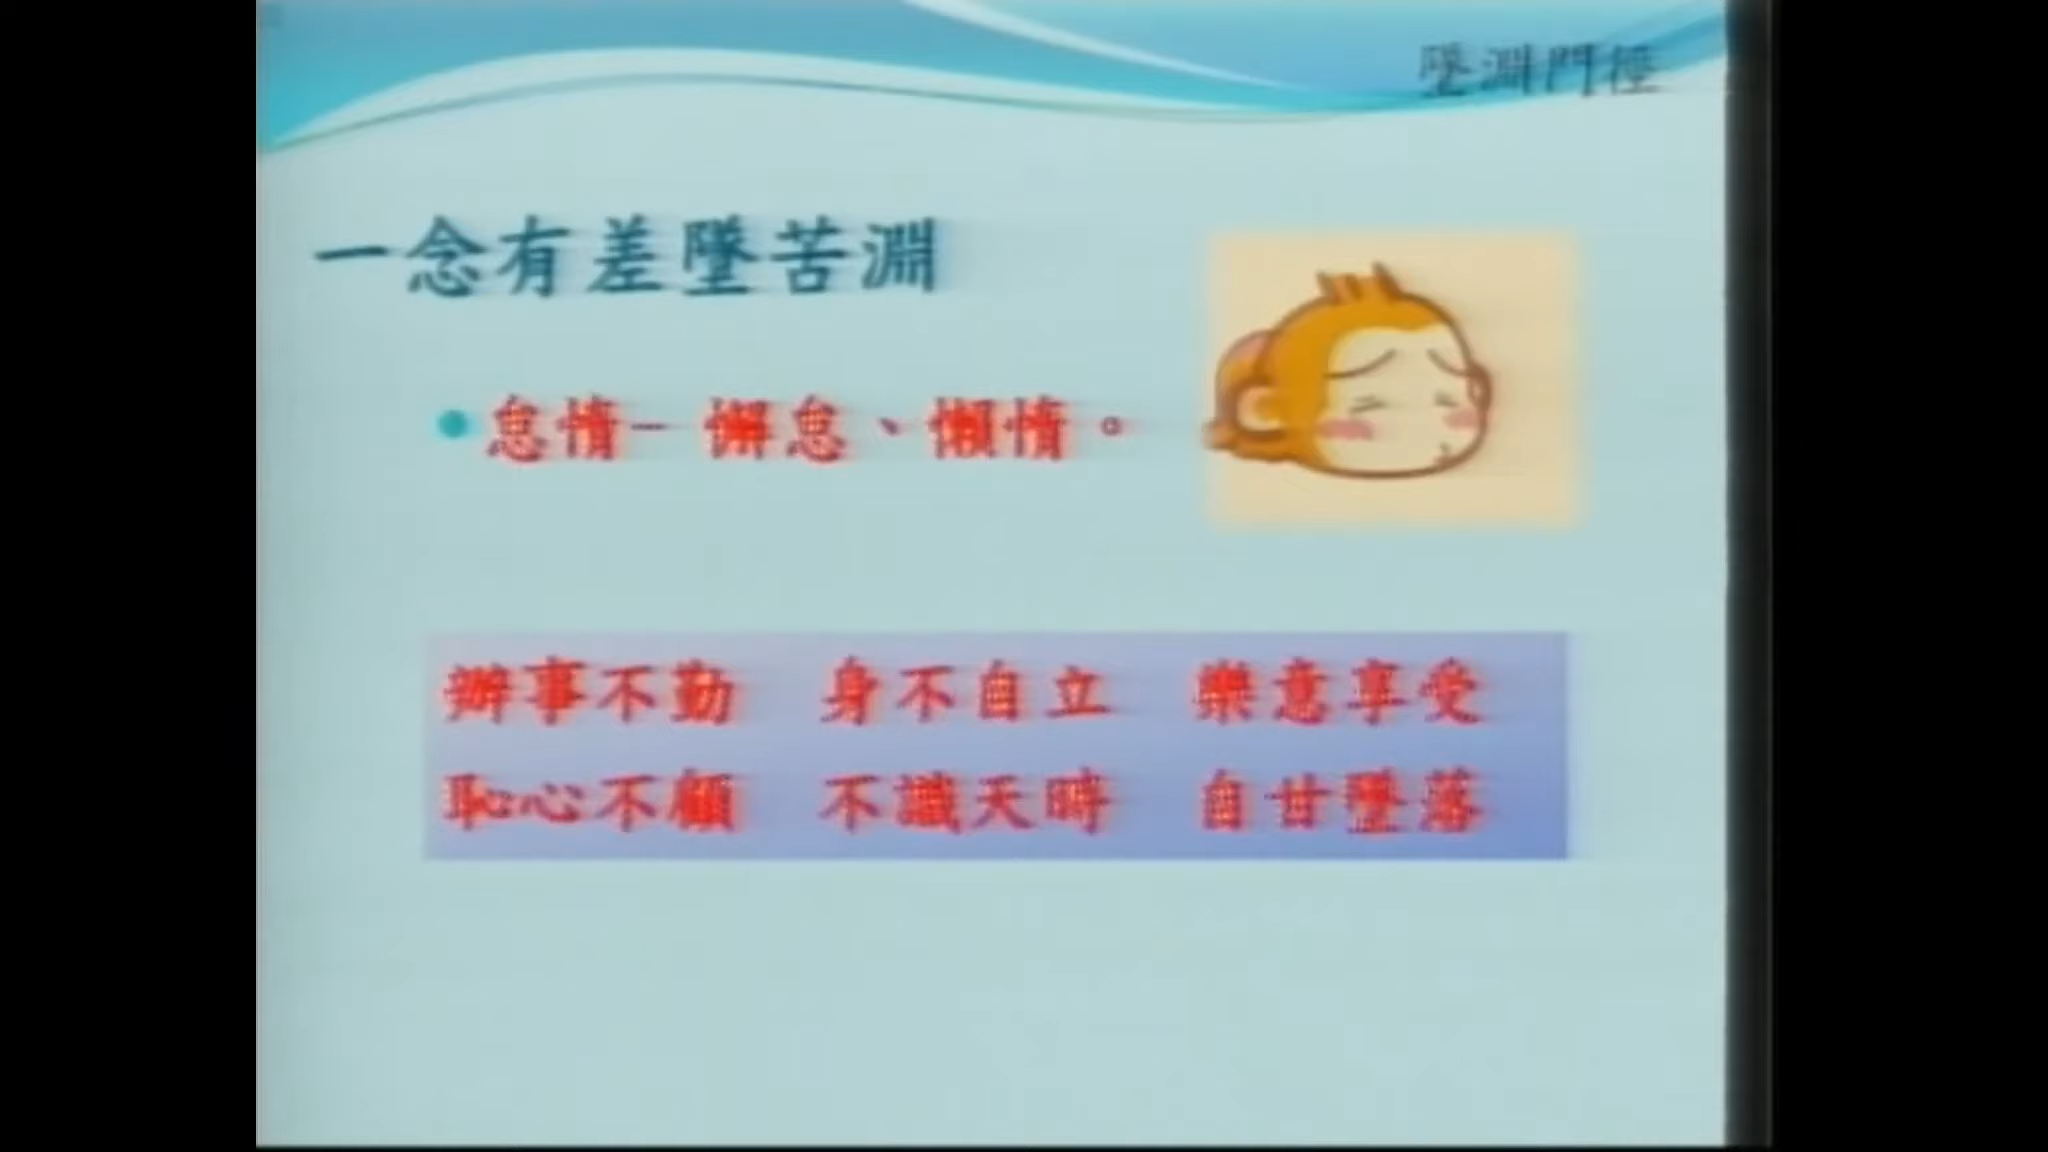 墜淵門徑
一念有差墜苦淵
• 怠惰- 懈怠、懶惰。
辦事不勤 身不自立 樂意享受
恥心不顧 不識天時 自甘墜落